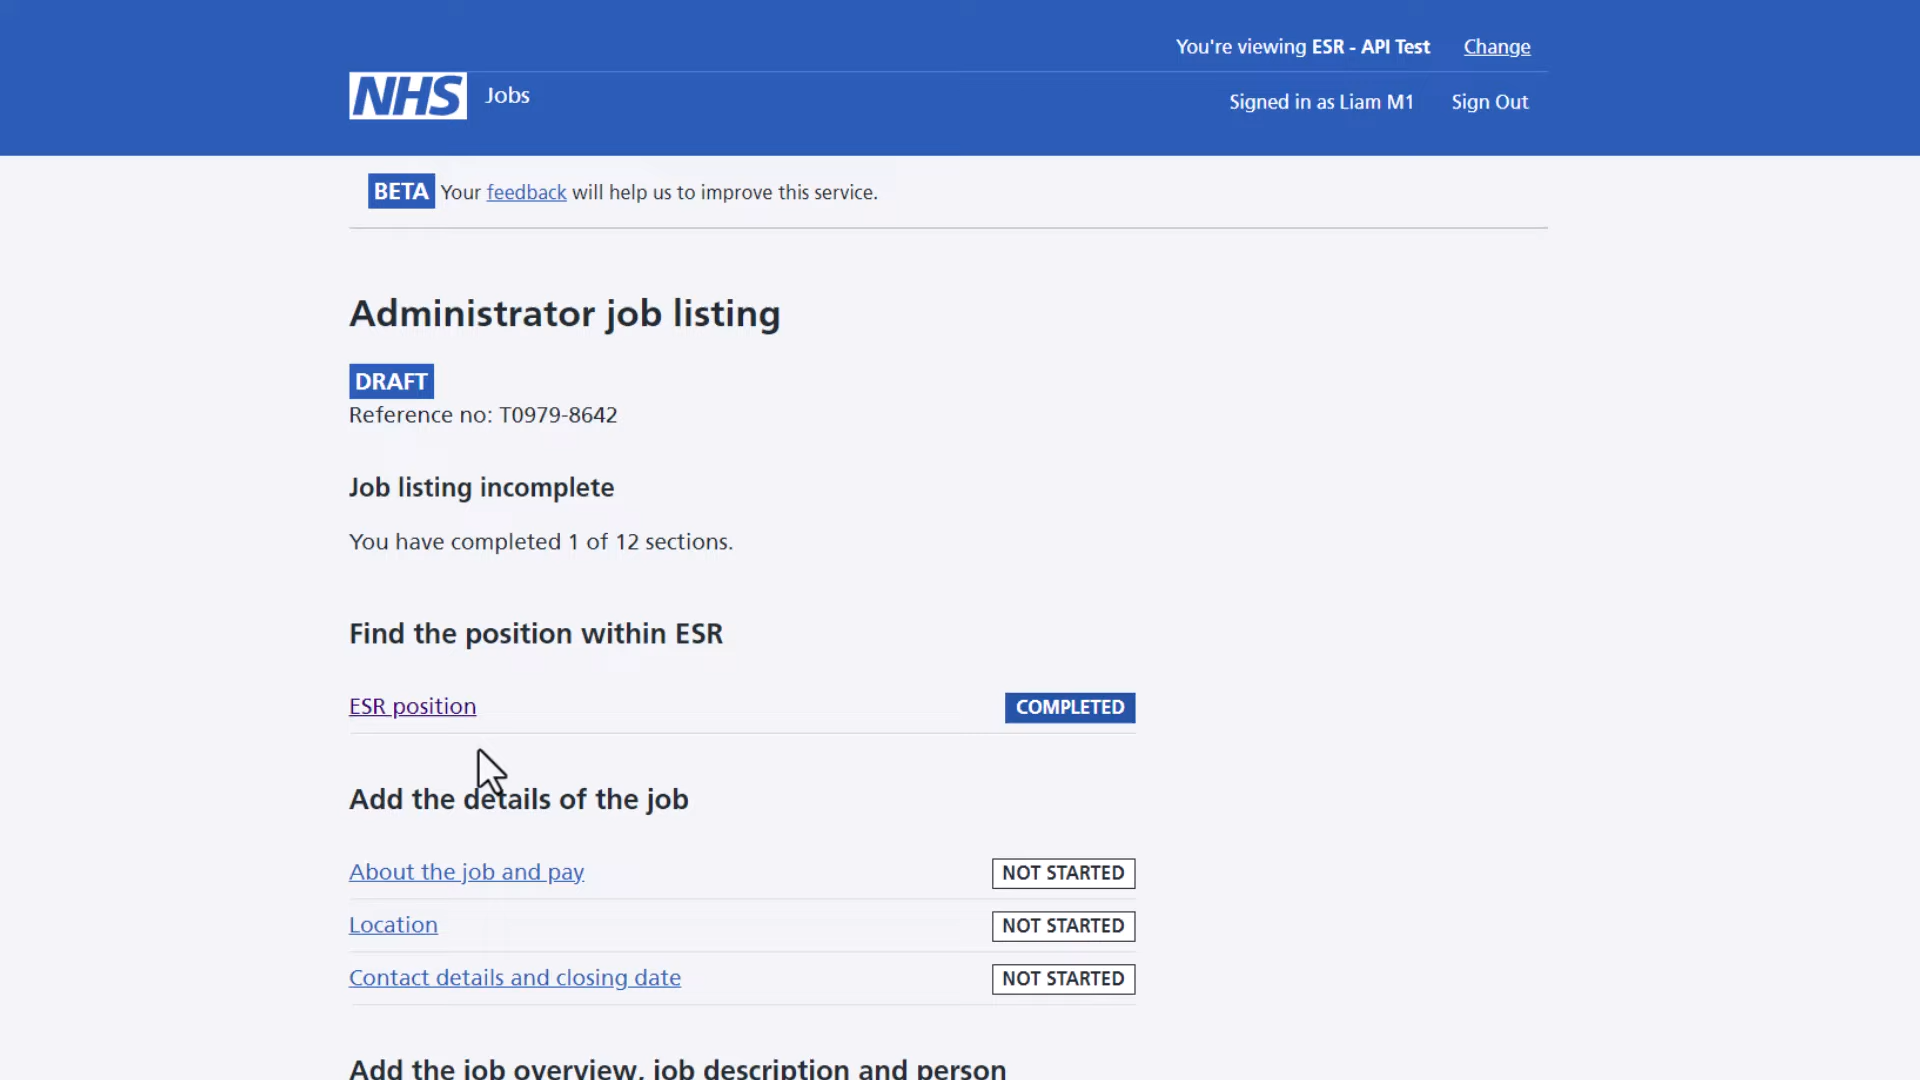 You're viewing ESR - API Test Change
NHS Jobs
Signed in as Liam M1 Sign Out
BETA Your feedback will help us to improve this service.
Administrator job listing
DRAFT
Reference no: T0979-8642
Job listing incomplete
You have completed 1 of 12 sections.
Find the position within ESR
ESR position COMPLETED
Add the details of the job
About the job and pay NOT STARTED
Location NOT STARTED
Contact details and closing date NOT STARTED
Add the job overview, job description and person